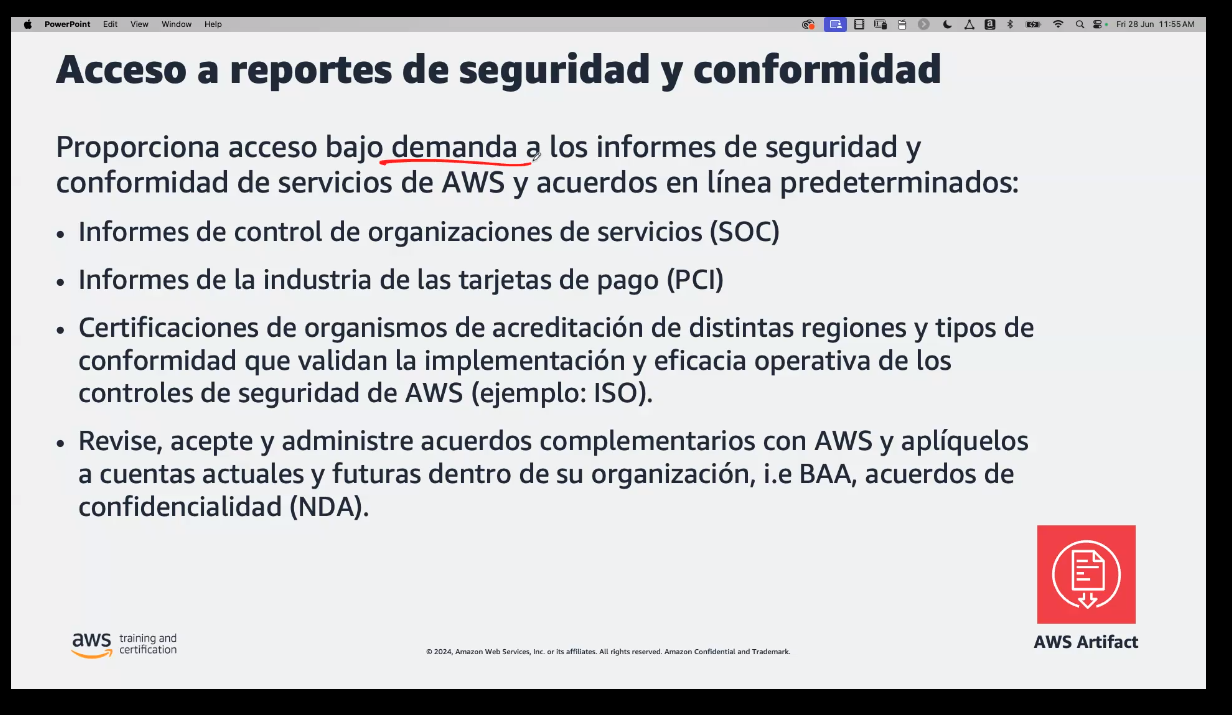 PowerPoint Edit View Window Help Fri 28 Jun 11:55 AM
Acceso a reportes de seguridad y conformidad
Proporciona acceso bajo demanda a los informes de seguridad y
conformidad de servicios de AWS y acuerdos en línea predeterminados:
• Informes de control de organizaciones de servicios (SOC)
• Informes de la industria de las tarjetas de pago (PCI)
• Certificaciones de organismos de acreditación de distintas regiones y tipos de
conformidad que validan la implementación y eficacia operativa de los
controles de seguridad de AWS (ejemplo: ISO).
• Revise, acepte y administre acuerdos complementarios con AWS y aplíquelos
a cuentas actuales y futuras dentro de su organización, i.e BAA, acuerdos de
confidencialidad (NDA).
AWS Artifact
aws training and
certification
© 2024, Amazon Web Services, Inc. or its affiliates. All rights reserved. Amazon Confidential and Trademark.